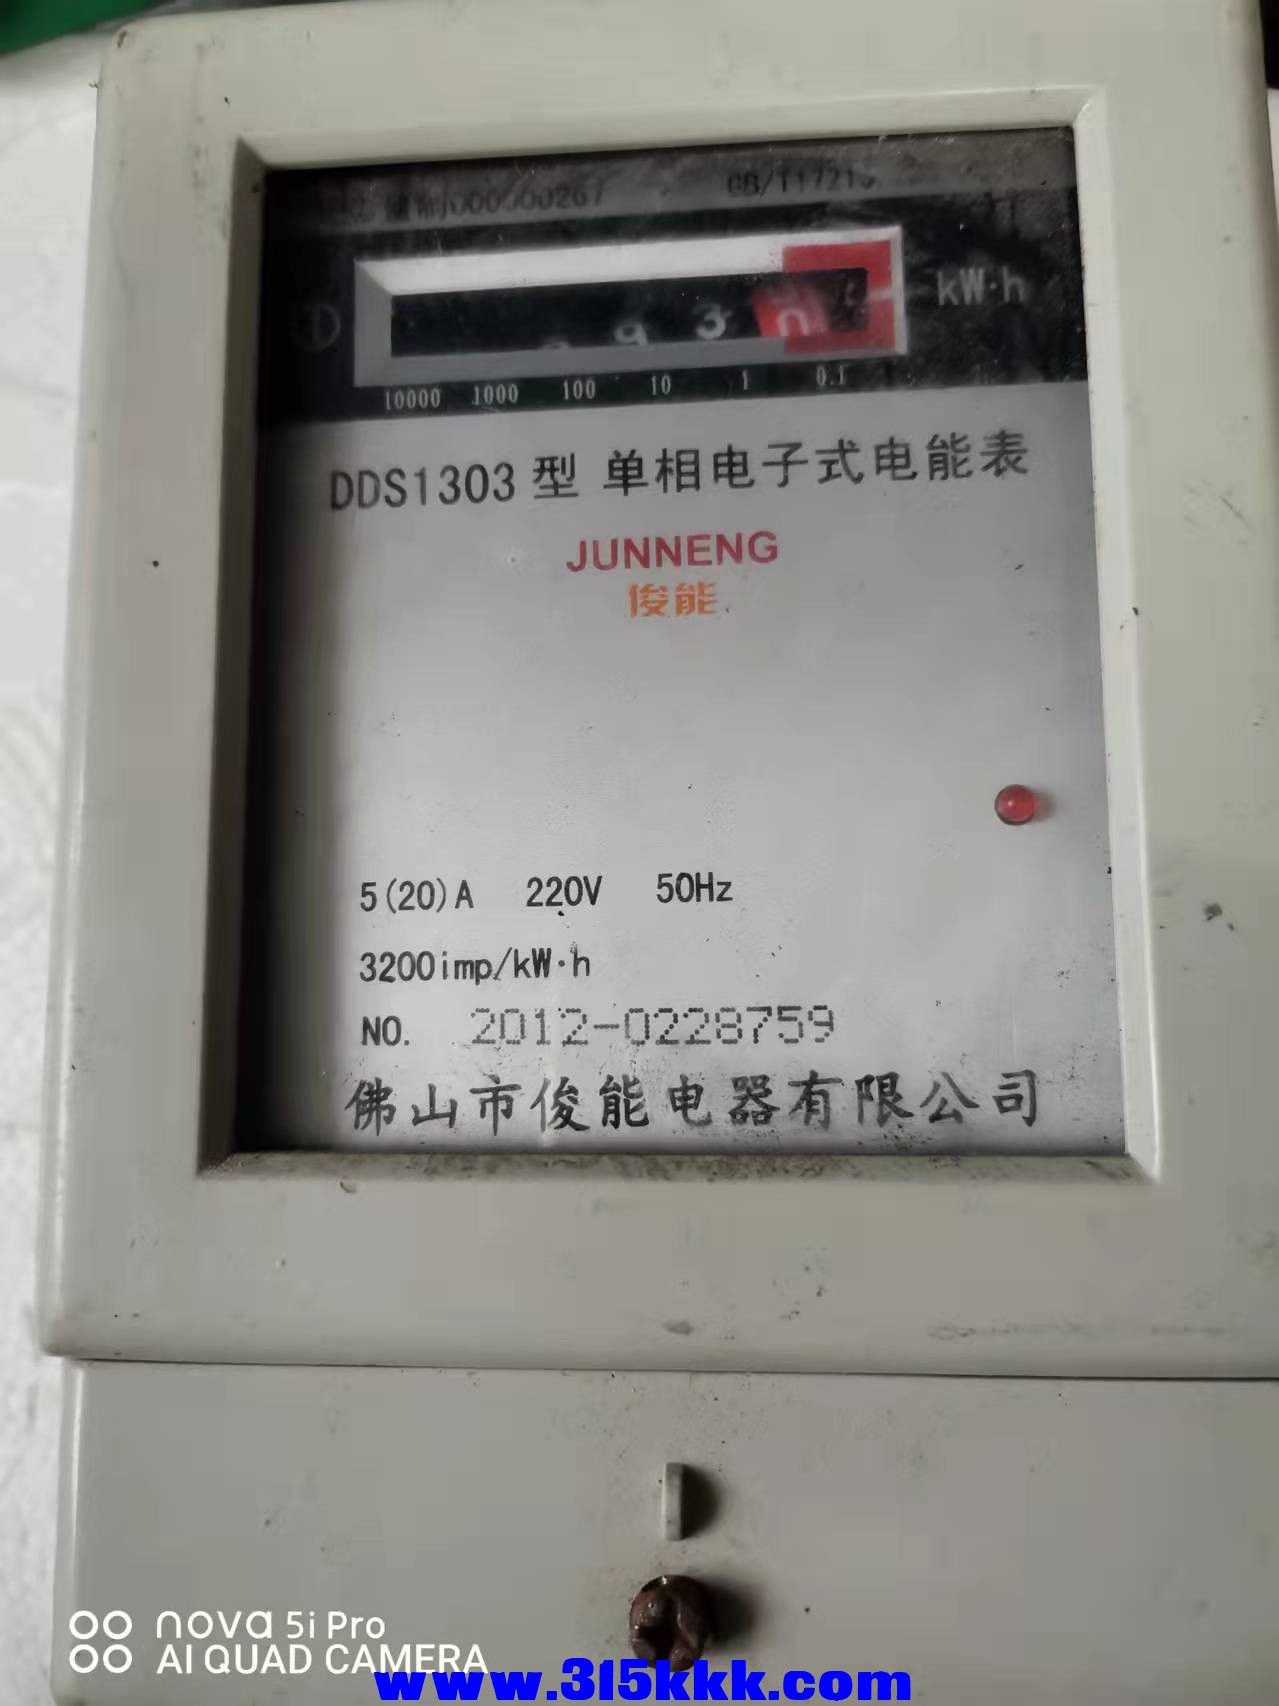 GB/T17215
kW·h
10000 1000 100 10 1 0.1
DDS1303型 单相电子式电能表
JUNNENG
俊能
5(20)A 220V 50Hz
3200imp/kW·h
NO. 2012-0228759
佛山市俊能电器有限公司
nova 5i Pro
AI QUAD CAMERA
www.315kkk.com